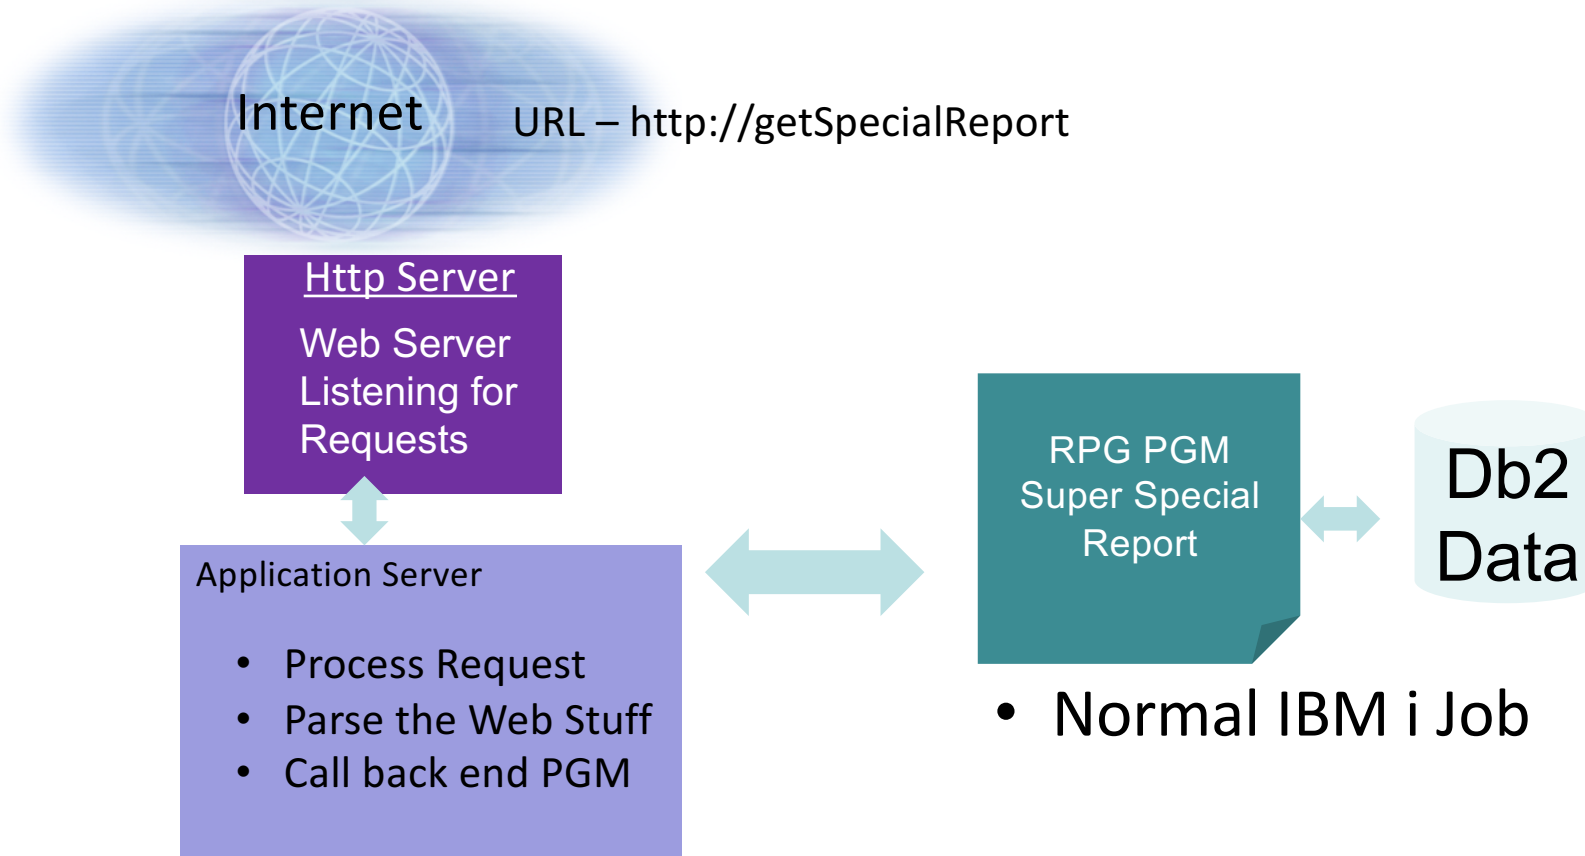 Internet
URL – http://getSpecialReport
Http Server
Web Server
Listening for
Requests
Application Server
• Process Request
• Parse the Web Stuff
• Call back end PGM
RPG PGM
Super Special
Report
Db2
Data
• Normal IBM i Job